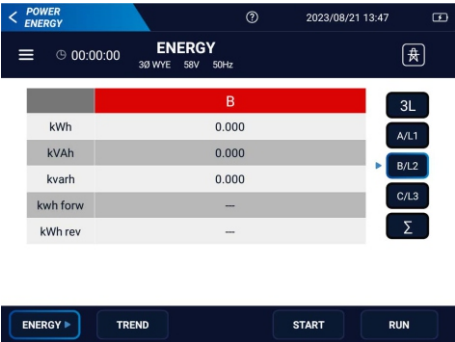 POWER
ENERGY
2023/08/21 13:47
00:00:00
ENERGY
3Ø WYE 58V 50Hz
B
kWh 0.000
kVAh 0.000
kvarh 0.000
kwh forw —
kWh rev —
3L
A/L1
B/L2
C/L3
Σ
ENERGY TREND START RUN